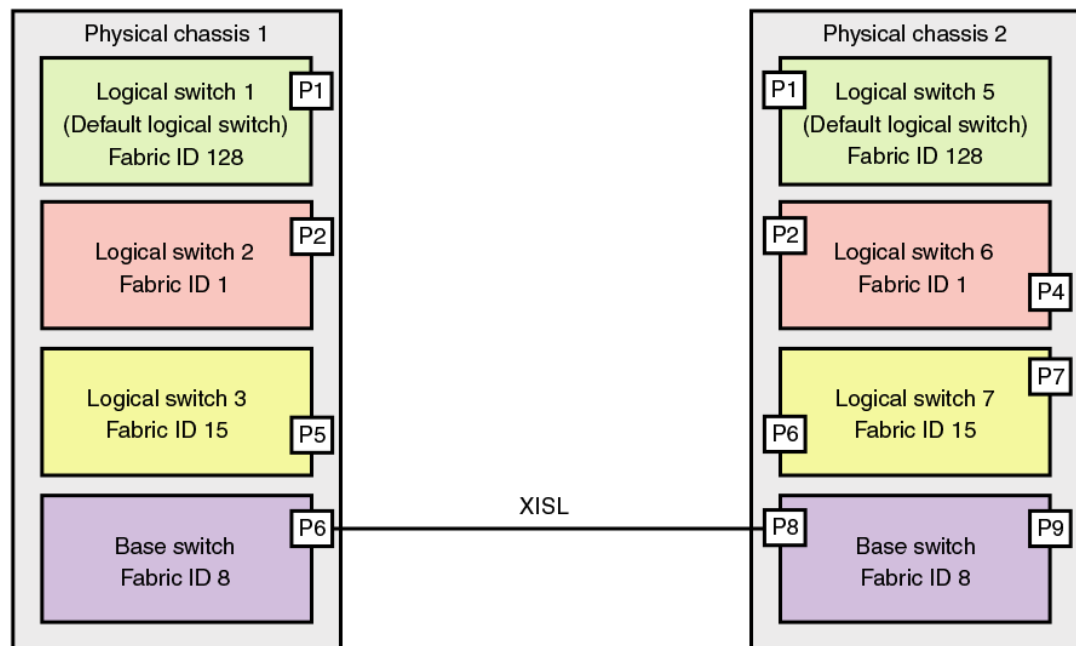 Physical chassis 1
Logical switch 1
(Default logical switch)
Fabric ID 128
P1
Logical switch 2
Fabric ID 1
P2
Logical switch 3
Fabric ID 15
P5
Base switch
Fabric ID 8
P6
XISL
Physical chassis 2
P1
Logical switch 5
(Default logical switch)
Fabric ID 128
P2
Logical switch 6
Fabric ID 1
P4
Logical switch 7
Fabric ID 15
P7
P6
P8
Base switch
Fabric ID 8
P9